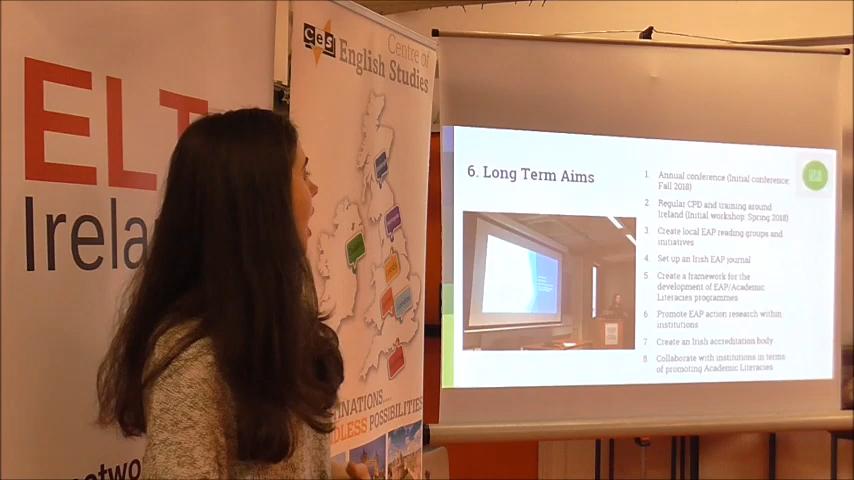 ELT
Irela
netwo
ces
Centre of
English Studies
TINATIONS....
DLESS POSSIBILITIES
6. Long Term Aims
1. Annual conference (Initial conference:
Fall 2018)
2. Regular CPD and training around
Ireland (Initial workshop: Spring 2018)
3. Create local EAP reading groups and
initiatives
4. Set up an Irish EAP journal
5. Create a framework for the
development of EAP/Academic
Literacies programmes
6. Promote EAP action research within
institutions
7. Create an Irish accreditation body
8. Collaborate with institutions in terms
of promoting Academic Literacies